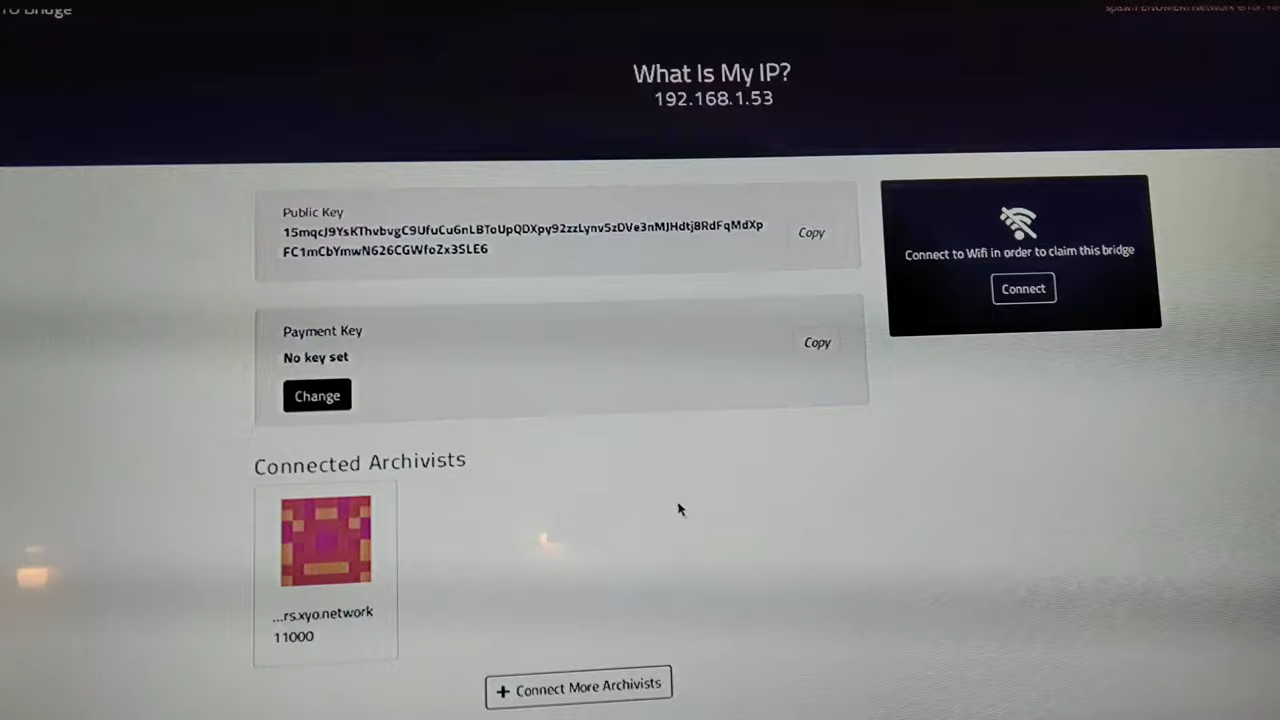 Bridge
What Is My IP?
192.168.1.53
Public Key
15mqcJ9YsKThvbvgC9UfuCu6nLBToUpQDXpy92zzLynv5zDVe3nMJHdtj8RdFqMdXp
FC1mCbYmwN626CGWfoZx3SLE6
Copy
Connect to Wifi in order to claim this bridge
Connect
Payment Key
No key set
Copy
Change
Connected Archivists
...rs.xyo.network
11000
+ Connect More Archivists